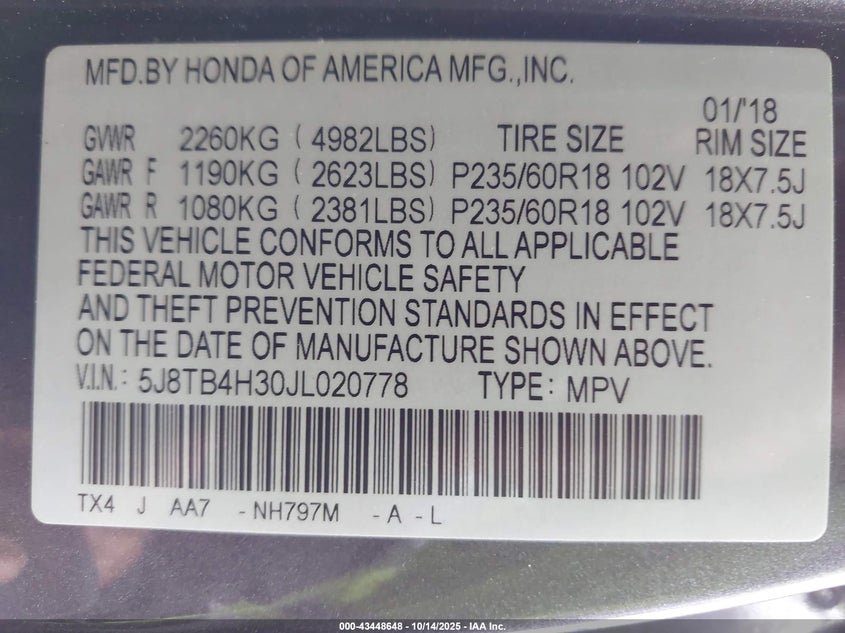 MFD.BY HONDA OF AMERICA MFG.,INC.
01/'18
GVWR 2260KG ( 4982LBS) TIRE SIZE RIM SIZE
GAWR F 1190KG ( 2623LBS) P235/60R18 102V 18X7.5J
GAWR R 1080KG ( 2381LBS) P235/60R18 102V 18X7.5J
THIS VEHICLE CONFORMS TO ALL APPLICABLE
FEDERAL MOTOR VEHICLE SAFETY
AND THEFT PREVENTION STANDARDS IN EFFECT
ON THE DATE OF MANUFACTURE SHOWN ABOVE.
V.I.N.: 5J8TB4H30JL020778 TYPE: MPV
TX4 J AA7 -NH797M -A -L
000-43448648 - 10/14/2025 - IAA Inc.